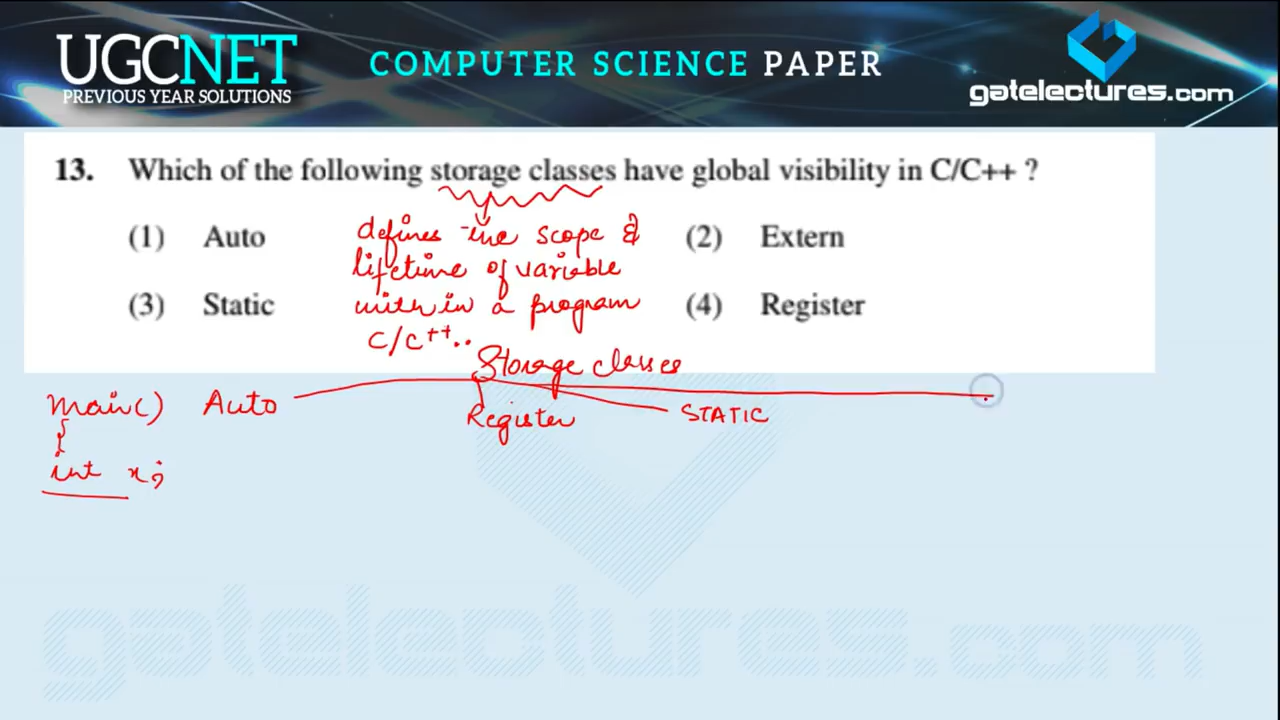 UGCNET
PREVIOUS YEAR SOLUTIONS
COMPUTER SCIENCE PAPER
gatelectures.com
13. Which of the following storage classes have global visibility in C/C++ ?
(1) Auto
(2) Extern
(3) Static
(4) Register
defines the scope &
lifetime of variable
with in a program
C/C++..
Storage classes
main() Auto
Register
STATIC
{
int x;
gatelectures.com